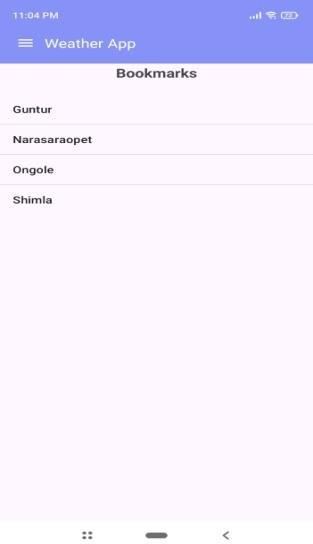 11:04 PM
Weather App
Bookmarks
Guntur
Narasaraopet
Ongole
Shimla